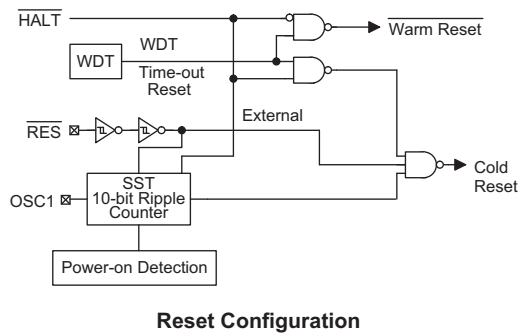 HALT
WDT
WDT
Time-out
Reset
Warm Reset
RES
External
Cold
Reset
OSC1
SST
10-bit Ripple
Counter
Power-on Detection
Reset Configuration